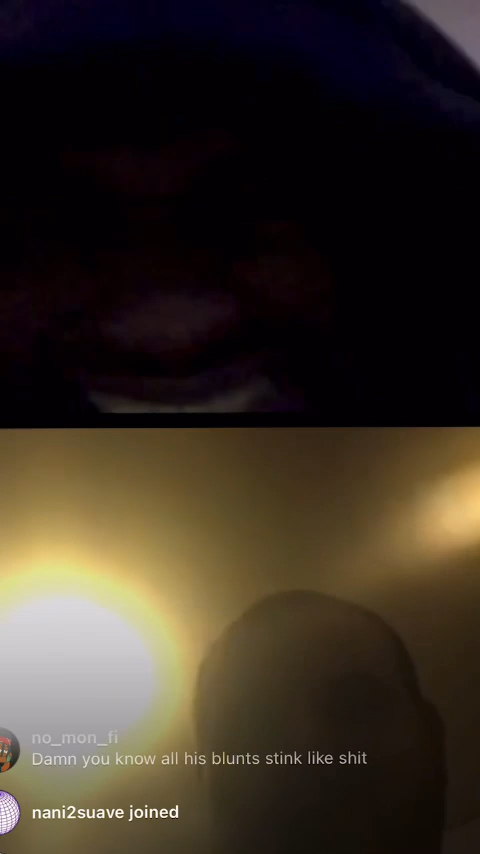 no_mon_fi
Damn you know all his blunts stink like shit
nani2suave joined